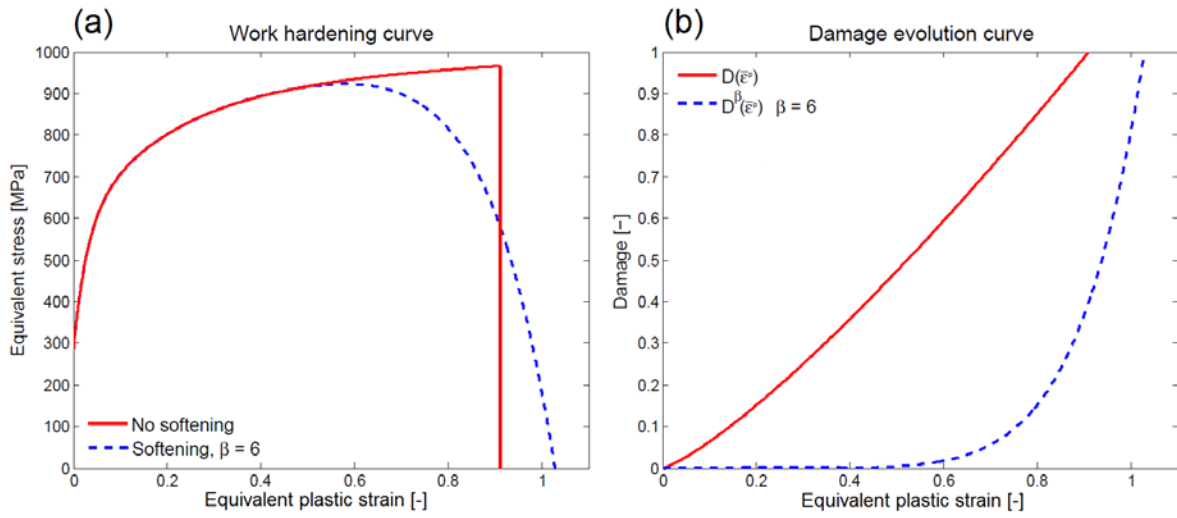 (a)
Work hardening curve
1000
900
800
700
600
500
400
300
200
100
0
Equivalent stress [MPa]
No softening
Softening, β = 6
0 0.2 0.4 0.6 0.8 1
Equivalent plastic strain [-]
(b)
Damage evolution curve
1
0.9
0.8
0.7
0.6
0.5
0.4
0.3
0.2
0.1
0
Damage [−]
D(ε̄ᵖ)
Dᵝ(ε̄ᵖ) β = 6
0 0.2 0.4 0.6 0.8 1
Equivalent plastic strain [-]